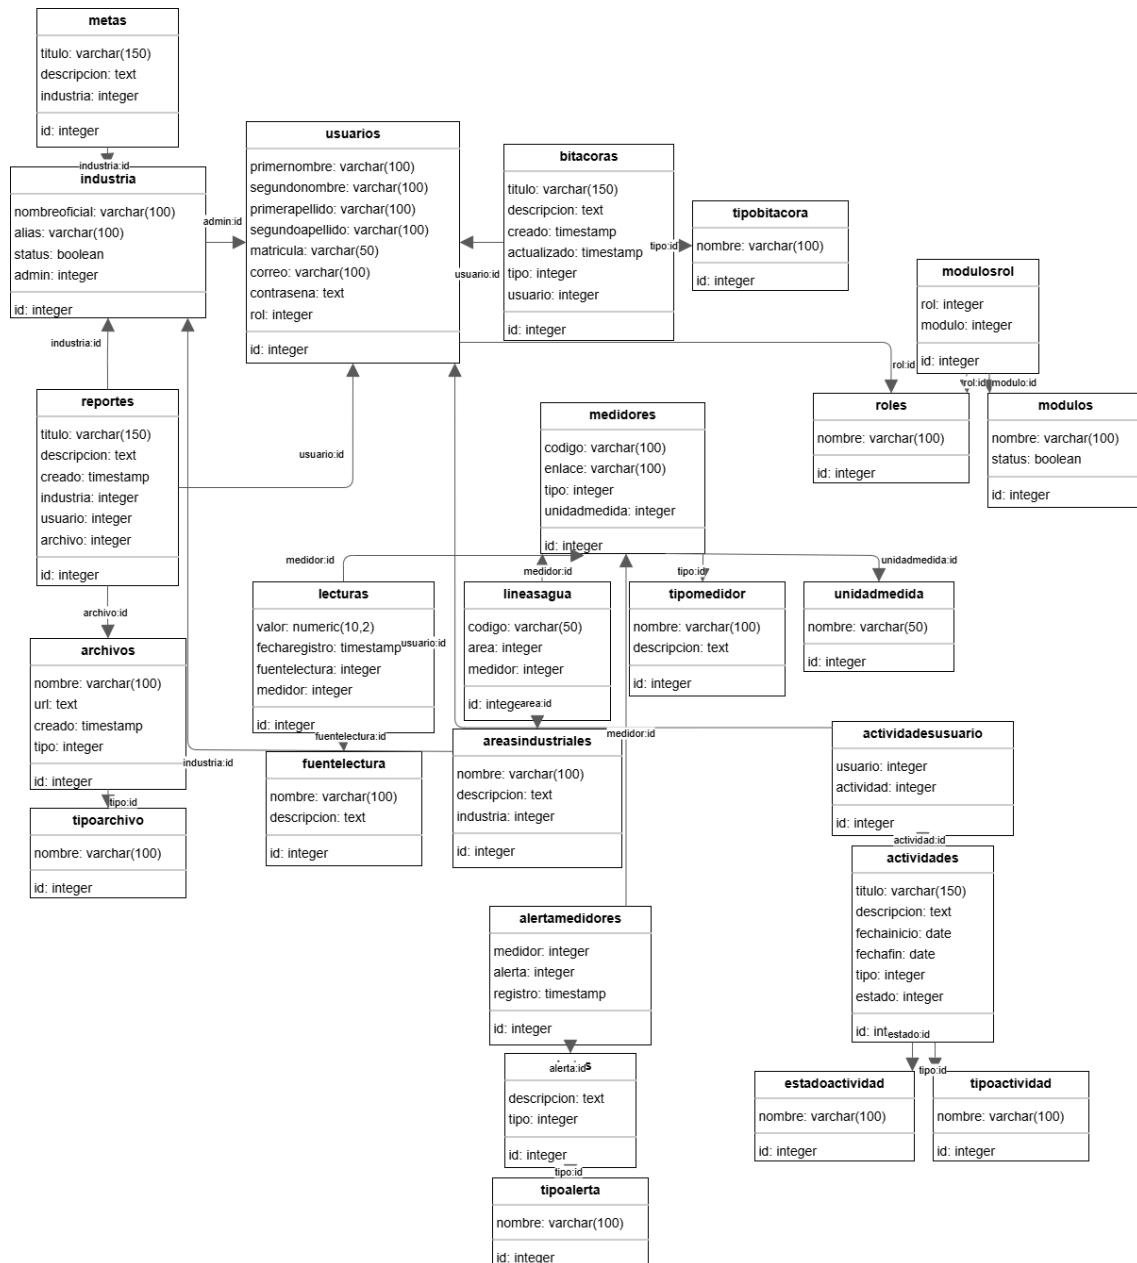 metas
titulo: varchar(150)
descripcion: text
industria: integer
id: integer
industria:id
industria
nombreoficial: varchar(100)
alias: varchar(100)
status: boolean
admin: integer
id: integer
admin:id
usuarios
primernombre: varchar(100)
segundonombre: varchar(100)
primerapellido: varchar(100)
segundoapellido: varchar(100)
matricula: varchar(50)
correo: varchar(100)
contrasena: text
rol: integer
id: integer
bitacoras
titulo: varchar(150)
descripcion: text
creado: timestamp
actualizado: timestamp
tipo: integer
usuario: integer
id: integer
usuario:id
tipo:id
tipobitacora
nombre: varchar(100)
id: integer
modulosrol
rol: integer
modulo: integer
id: integer
rol:id
rol:id
modulo:id
roles
nombre: varchar(100)
id: integer
modulos
nombre: varchar(100)
status: boolean
id: integer
industria:id
reportes
titulo: varchar(150)
descripcion: text
creado: timestamp
industria: integer
usuario: integer
archivo: integer
id: integer
usuario:id
archivo:id
medidores
codigo: varchar(100)
enlace: varchar(100)
tipo: integer
unidadmedida: integer
id: integer
medidor:id
medidor:id
tipo:id
unidadmedida:id
lecturas
valor: numeric(10,2)
fecharegistro: timestamp
fuentelectura: integer
medidor: integer
id: integer
usuario:id
lineasagua
codigo: varchar(50)
area: integer
medidor: integer
id: intege
area:id
tipomedidor
nombre: varchar(100)
descripcion: text
id: integer
unidadmedida
nombre: varchar(50)
id: integer
archivos
nombre: varchar(100)
url: text
creado: timestamp
tipo: integer
id: integer
tipo:id
industria:id
tipoarchivo
nombre: varchar(100)
id: integer
fuentelectura:id
fuentelectura
nombre: varchar(100)
descripcion: text
id: integer
areasindustriales
nombre: varchar(100)
descripcion: text
industria: integer
id: integer
medidor:id
actividadesusuario
usuario: integer
actividad: integer
id: integer
actividad:id
actividades
titulo: varchar(150)
descripcion: text
fechainicio: date
fechafin: date
tipo: integer
estado: integer
id: int
estado:id
tipo:id
estadoactividad
nombre: varchar(100)
id: integer
tipoactividad
nombre: varchar(100)
id: integer
alertamedidores
medidor: integer
alerta: integer
registro: timestamp
id: integer
alerta:id
descripcion: text
tipo: integer
id: integer
tipo:id
tipoalerta
nombre: varchar(100)
id: integer